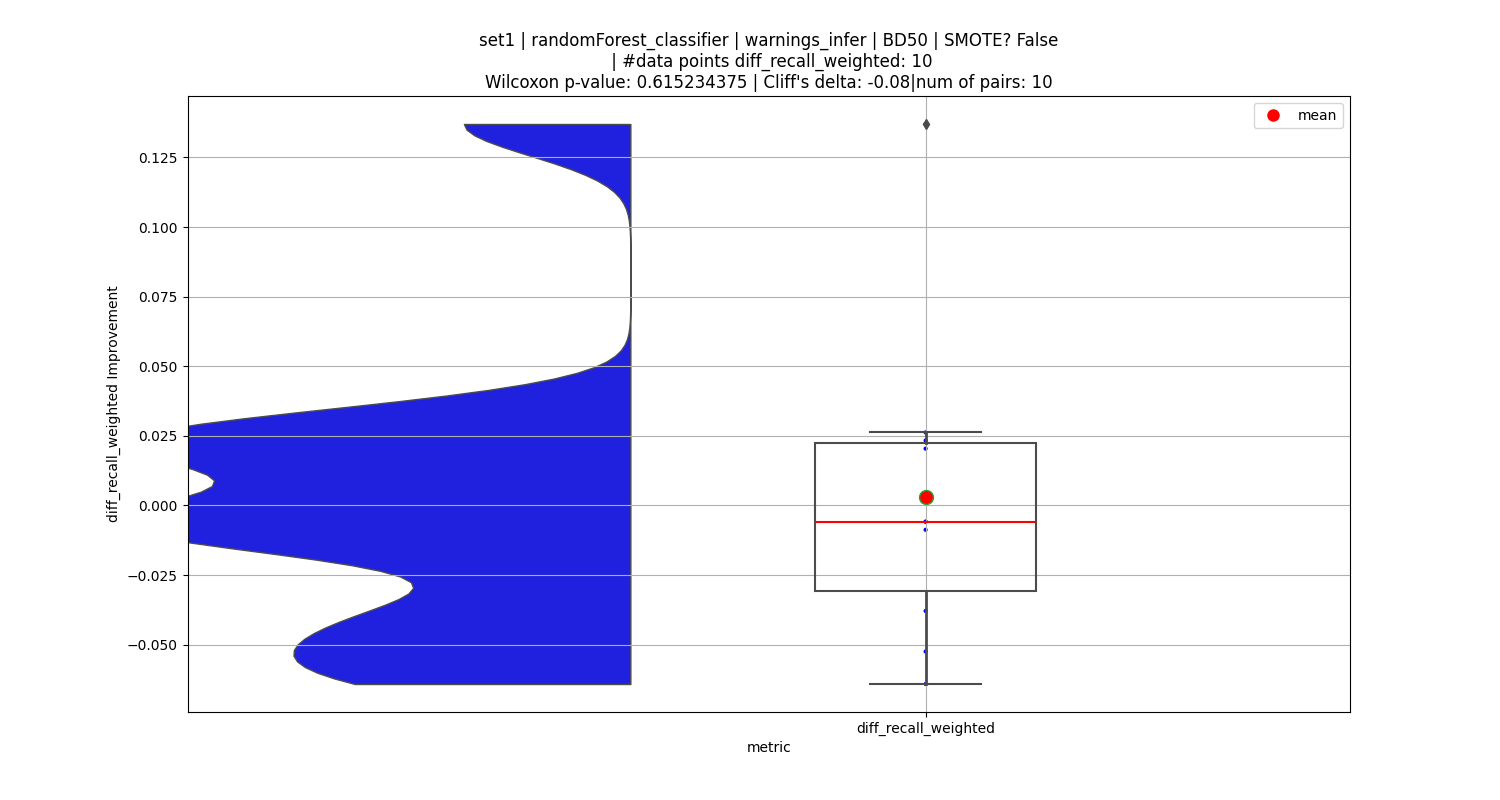 set1 | randomForest_classifier | warnings_infer | BD50 | SMOTE? False
| #data points diff_recall_weighted: 10
Wilcoxon p-value: 0.615234375 | Cliff's delta: -0.08|num of pairs: 10
mean
0.125
0.100
0.075
0.050
0.025
0.000
−0.025
−0.050
diff_recall_weighted Improvement
diff_recall_weighted
metric